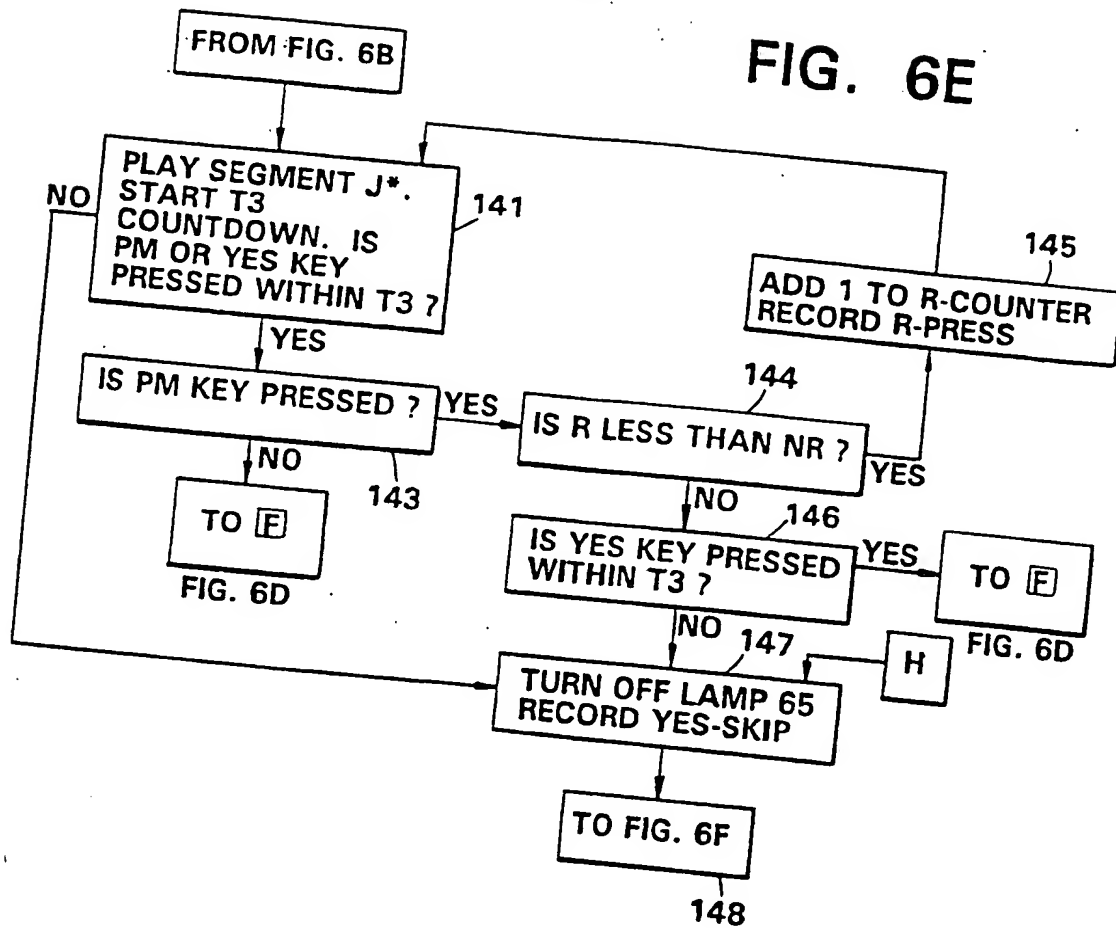 FROM FIG. 6B
FIG. 6E
PLAY SEGMENT J*.
START T3
COUNTDOWN. IS
PM OR YES KEY
PRESSED WITHIN T3 ?
NO
141
YES
145
ADD 1 TO R-COUNTER
RECORD R-PRESS
IS PM KEY PRESSED ?
YES
143
NO
TO F
FIG. 6D
144
IS R LESS THAN NR ?
YES
NO
146
IS YES KEY PRESSED
WITHIN T3 ?
YES
TO F
FIG. 6D
NO
147
H
TURN OFF LAMP 65
RECORD YES-SKIP
TO FIG. 6F
148